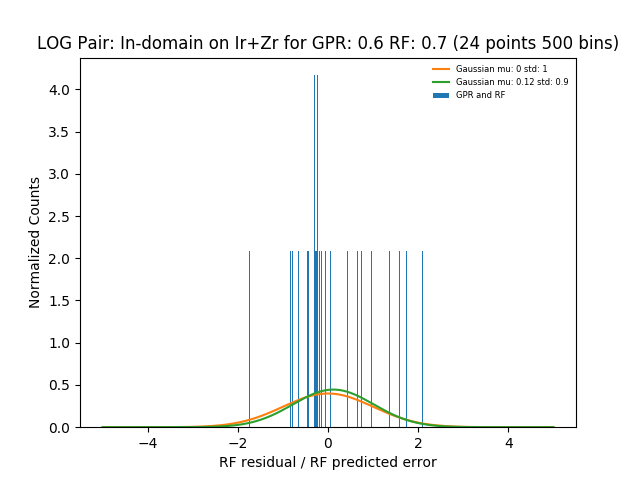 LOG Pair: In-domain on Ir+Zr for GPR: 0.6 RF: 0.7 (24 points 500 bins)
Gaussian mu: 0 std: 1
Gaussian mu: 0.12 std: 0.9
GPR and RF
Normalized Counts
4.0
3.5
3.0
2.5
2.0
1.5
1.0
0.5
0.0
−4
−2
0
2
4
RF residual / RF predicted error